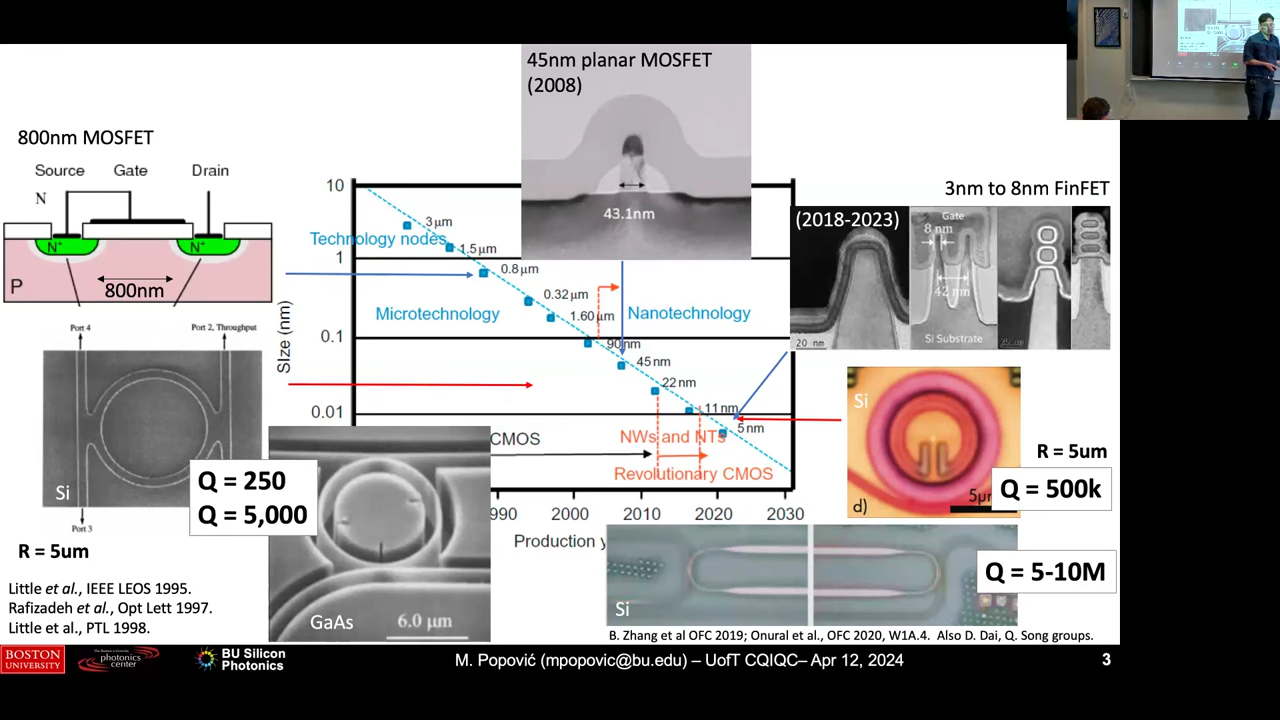 45nm planar MOSFET
(2008)
43.1nm
800nm MOSFET
Source Gate Drain
N
N+ N+
P
800nm
3nm to 8nm FinFET
(2018-2023)
Gate
8 nm
42 nm
Si Substrate
20 nm
SIze (nm)
10
1
0.1
0.01
Technology nodes
3 µm
1.5 µm
0.8 µm
0.32 µm
1.60 µm
90 nm
45 nm
22 nm
11 nm
5 nm
Microtechnology
Nanotechnology
CMOS
NWs and NTs
Revolutionary CMOS
990 2000 2010 2020 2030
Production y
Port 4
Port 2, Throughput
Si
Port 3
Q = 250
Q = 5,000
R = 5um
GaAs
6.0 µm
Si
d)
5µm
R = 5um
Q = 500k
Si
Q = 5-10M
Little et al., IEEE LEOS 1995.
Rafizadeh et al., Opt Lett 1997.
Little et al., PTL 1998.
B. Zhang et al OFC 2019; Onural et al., OFC 2020, W1A.4. Also D. Dai, Q. Song groups.
BOSTON
UNIVERSITY
The Boston University
photonics
center
BU Silicon
Photonics
M. Popović (mpopovic@bu.edu) – UofT CQIQC– Apr 12, 2024
3